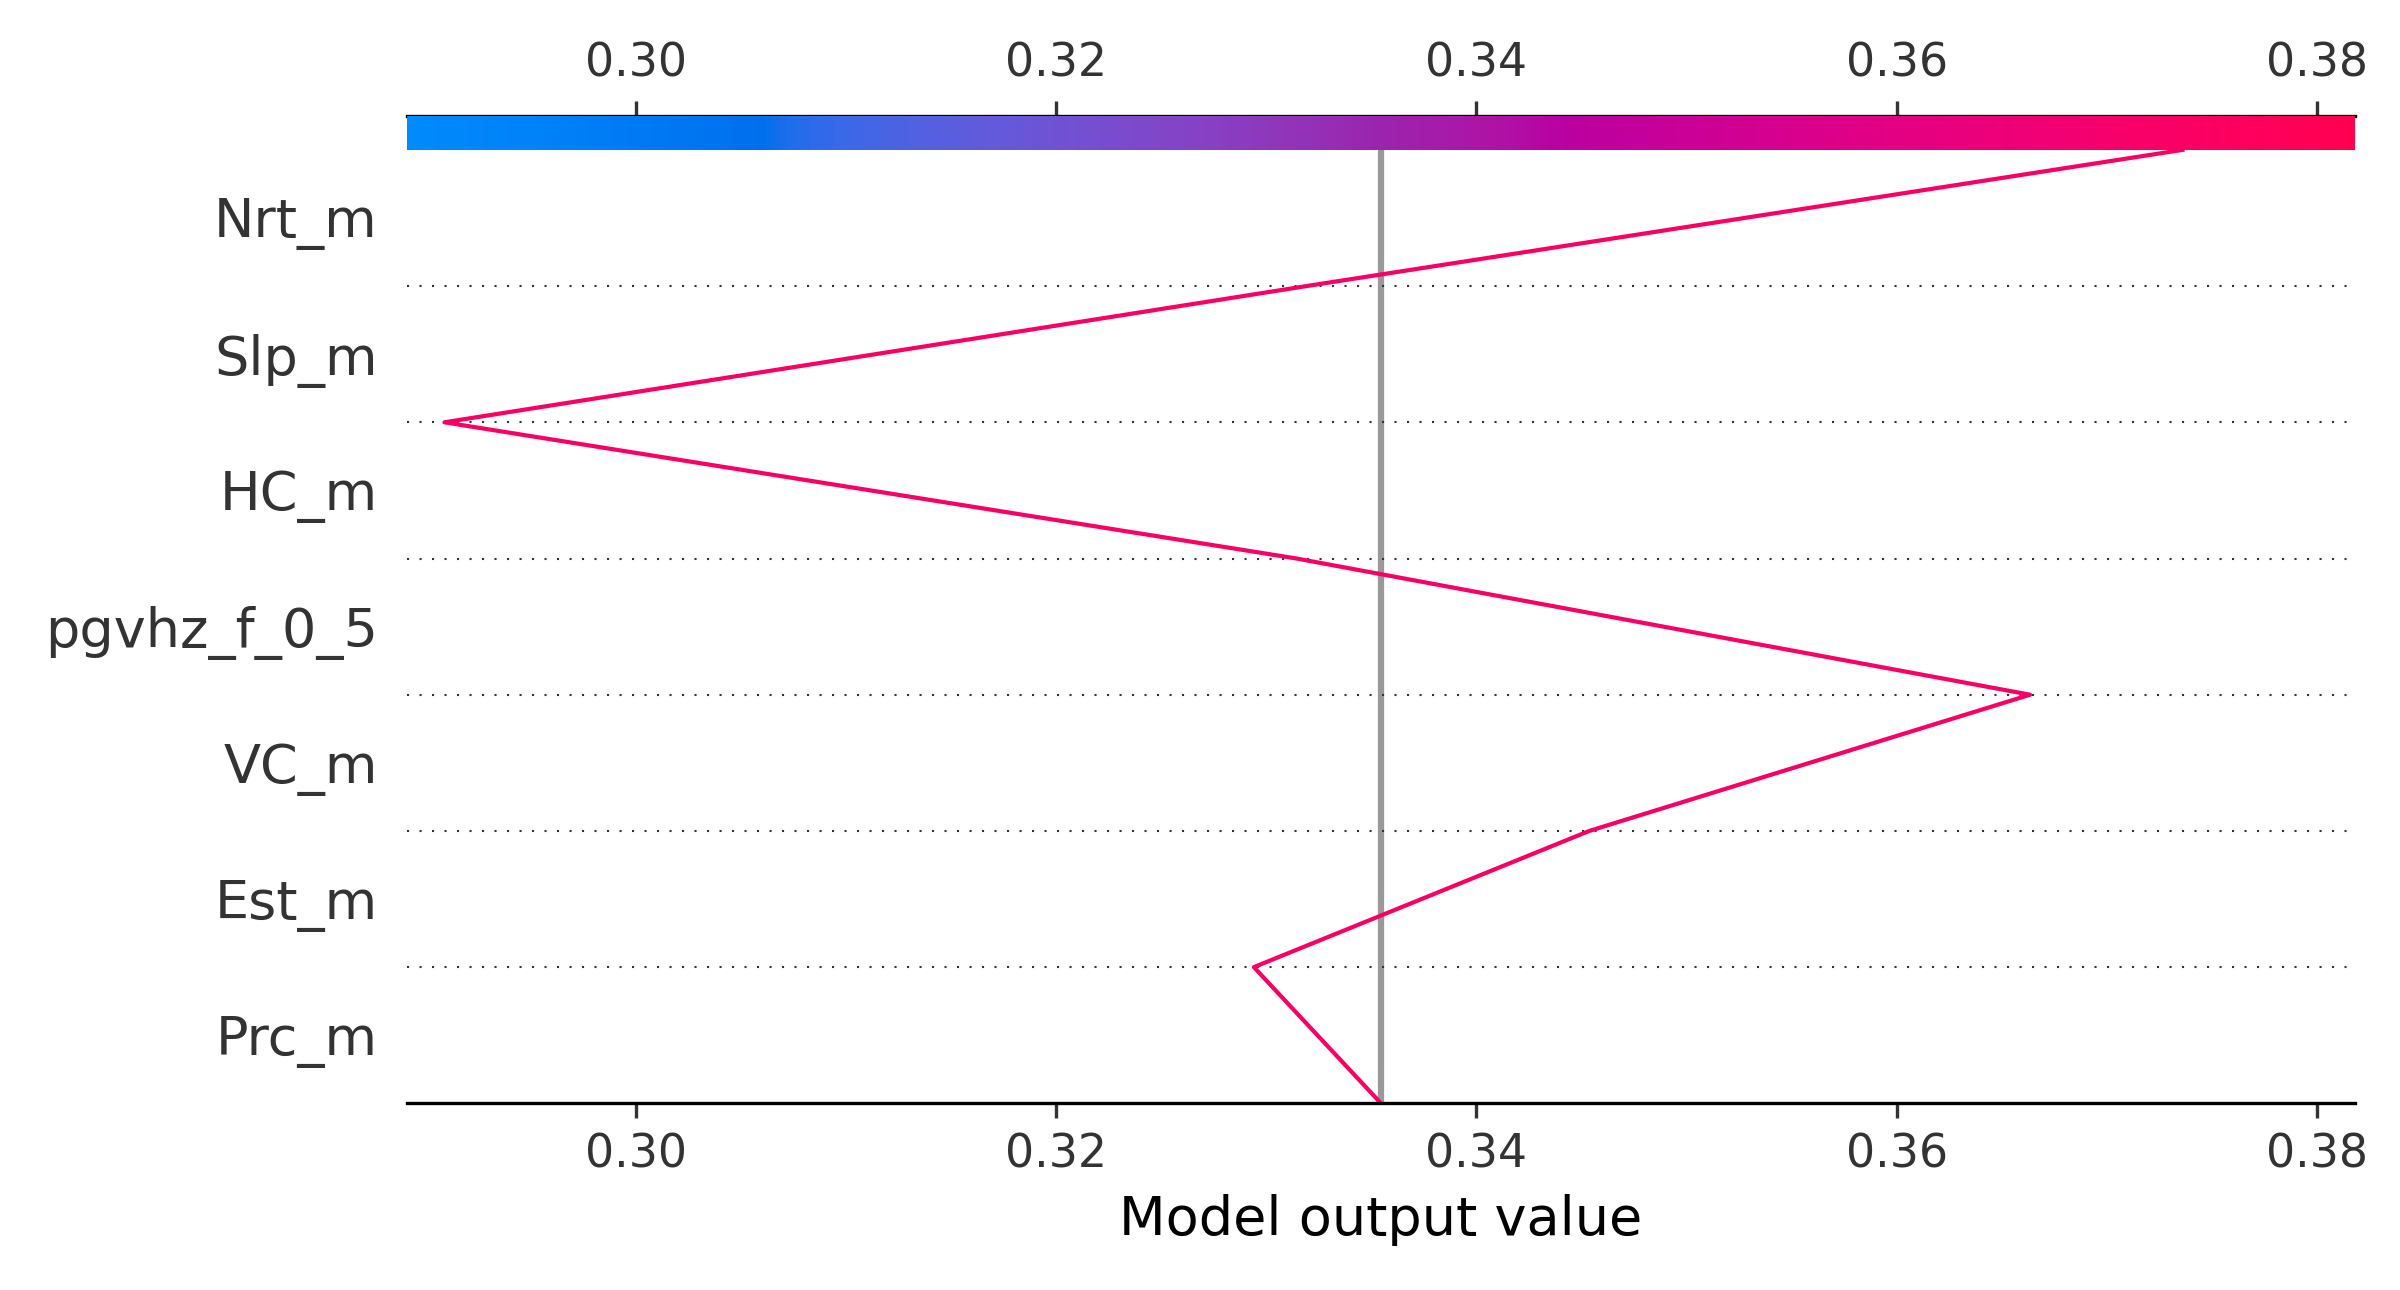 0.30 0.32 0.34 0.36 0.38
Nrt_m
Slp_m
HC_m
pgvhz_f_0_5
VC_m
Est_m
Prc_m
0.30 0.32 0.34 0.36 0.38
Model output value